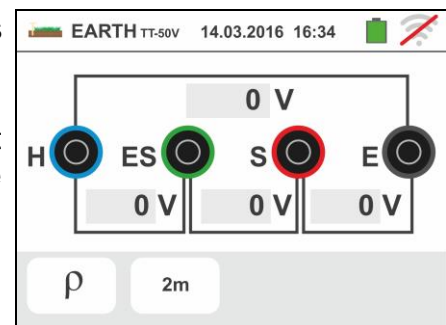 EARTH TT-50V 14.03.2016 16:34
0 V
H ES S E
0 V 0 V 0 V
ρ 2m